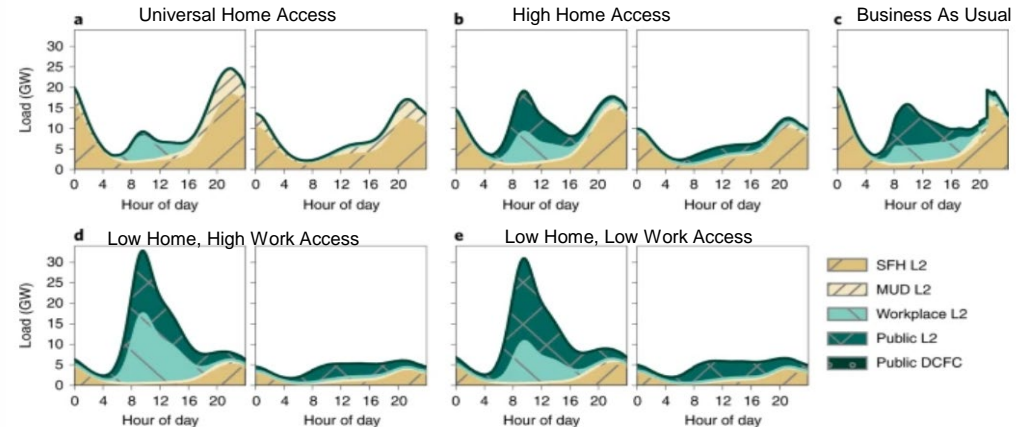 a Universal Home Access
b High Home Access
c Business As Usual
Load (GW)
30
25
20
15
10
5
0
0 4 8 12 16 20
0 4 8 12 16 20
0 4 8 12 16 20
0 4 8 12 16 20
0 4 8 12 16 20
Hour of day
Hour of day
Hour of day
Hour of day
Hour of day
d Low Home, High Work Access
e Low Home, Low Work Access
Load (GW)
30
25
20
15
10
5
0
0 4 8 12 16 20
0 4 8 12 16 20
0 4 8 12 16 20
0 4 8 12 16 20
Hour of day
Hour of day
Hour of day
Hour of day
SFH L2
MUD L2
Workplace L2
Public L2
Public DCFC